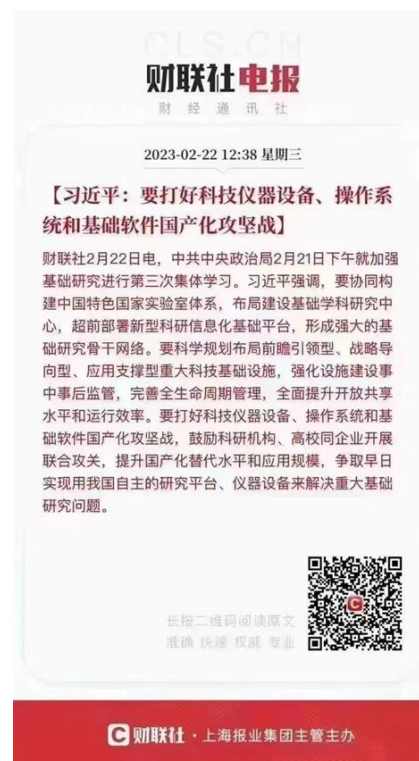 CLS.CN
财联社电报
财经通讯社
2023-02-22 12:38 星期三
【习近平：要打好科技仪器设备、操作系
统和基础软件国产化攻坚战】
财联社2月22日电，中共中央政治局2月21日下午就加强
基础研究进行第三次集体学习。习近平强调，要协同构
建中国特色国家实验室体系，布局建设基础学科研究中
心，超前部署新型科研信息化基础平台，形成强大的基
础研究骨干网络。要科学规划布局前瞻引领型、战略导
向型、应用支撑型重大科技基础设施，强化设施建设事
中事后监管，完善全生命周期管理，全面提升开放共享
水平和运行效率。要打好科技仪器设备、操作系统和基
础软件国产化攻坚战，鼓励科研机构、高校同企业开展
联合攻关，提升国产化替代水平和应用规模，争取早日
实现用我国自主的研究平台、仪器设备来解决重大基础
研究问题。
长按二维码阅读原文
准确 快速 权威 专业
财联社·上海报业集团主管主办